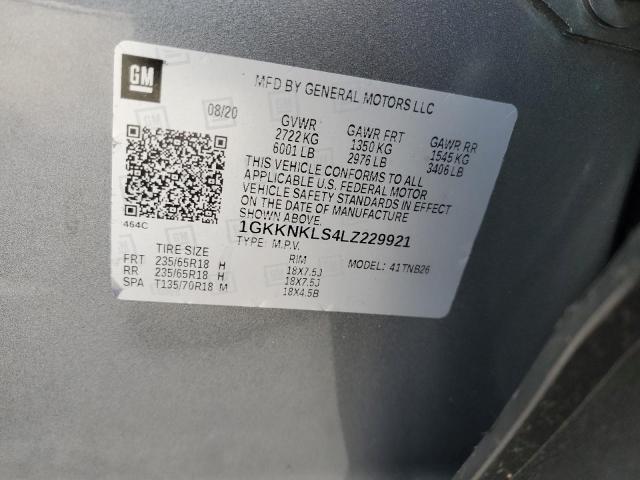 GM
MFD BY GENERAL MOTORS LLC
08/20
GVWR GAWR FRT GAWR RR
2722 KG 1350 KG 1545 KG
6001 LB 2976 LB 3406 LB
THIS VEHICLE CONFORMS TO ALL
APPLICABLE U.S. FEDERAL MOTOR
VEHICLE SAFETY STANDARDS IN EFFECT
ON THE DATE OF MANUFACTURE
SHOWN ABOVE.
464C
1GKKNKLS4LZ229921
TYPE: M.P.V. MODEL: 41TNB26
TIRE SIZE RIM
FRT 235/65R18 H 18X7.5J
RR 235/65R18 H 18X7.5J
SPA T135/70R18 M 18X4.5B